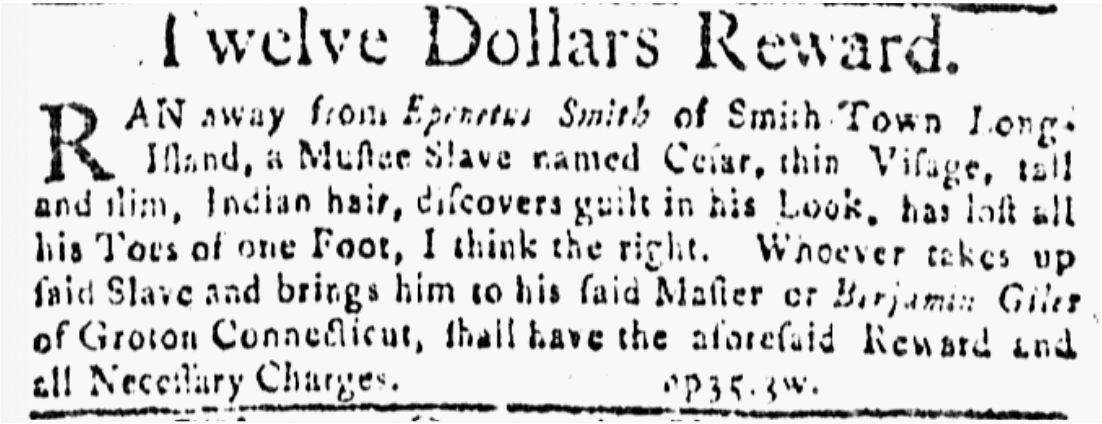 Twelve Dollars Reward.
RAN away from Epenetus Smith of Smith Town Long-
Iſland, a Muſtee Slave named Ceſar, thin Viſage, tall
and ſlim, Indian hair, diſcovers guilt in his Look, has loſt all
his Toes of one Foot, I think the right. Whoever takes up
ſaid Slave and brings him to his ſaid Maſter or Benjamin Giles
of Groton Connecticut, ſhall have the aforeſaid Reward and
all Neceſſary Charges. op35.3w.